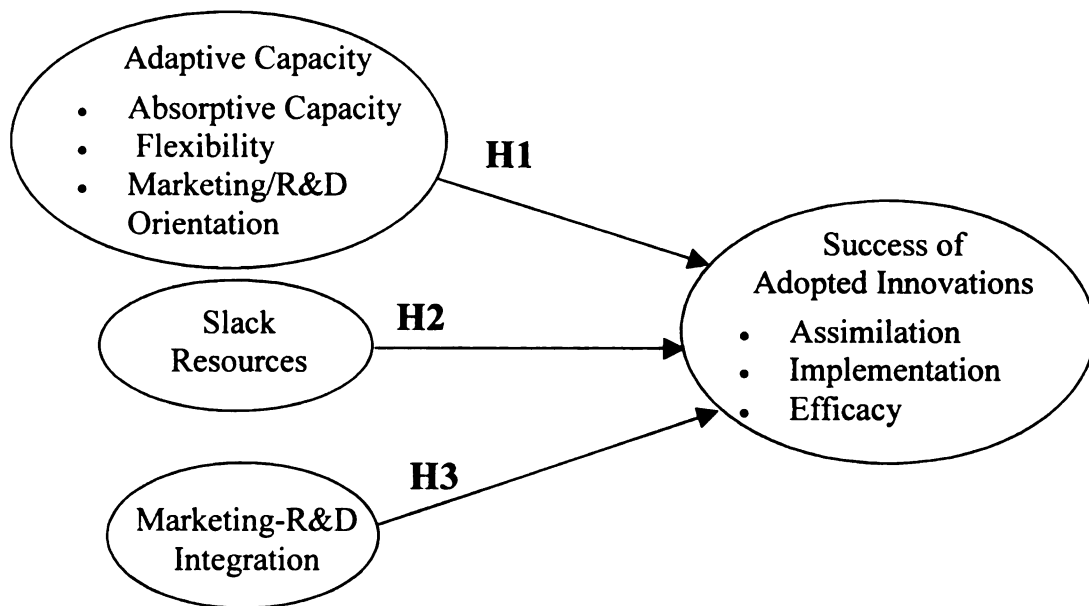 Adaptive Capacity
• Absorptive Capacity
• Flexibility
• Marketing/R&D
Orientation
H1
Slack
Resources
H2
Marketing-R&D
Integration
H3
Success of
Adopted Innovations
• Assimilation
• Implementation
• Efficacy